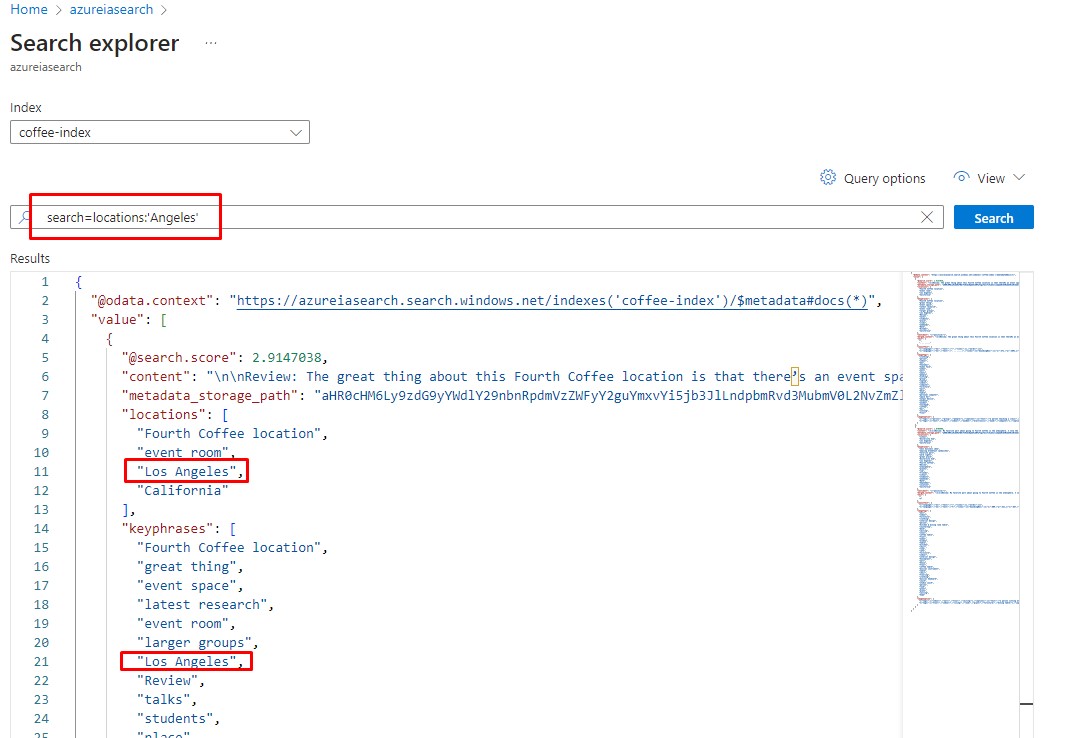 Home > azureiasearch >
Search explorer ...
azureiasearch
Index
coffee-index
Query options View
search=locations:'Angeles'
Search
Results
1 {
2 "@odata.context": "https://azureiasearch.search.windows.net/indexes('coffee-index')/$metadata#docs(*)",
3 "value": [
4 {
5 "@search.score": 2.9147038,
6 "content": "\n\nReview: The great thing about this Fourth Coffee location is that there’s an event spa
7 "metadata_storage_path":
8 "locations": [
9 "Fourth Coffee location",
10 "event room",
11 "Los Angeles",
12 "California"
13 ],
14 "keyphrases": [
15 "Fourth Coffee location",
16 "great thing",
17 "event space",
18 "latest research",
19 "event room",
20 "larger groups",
21 "Los Angeles",
22 "Review",
23 "talks",
24 "students",
25 "place"